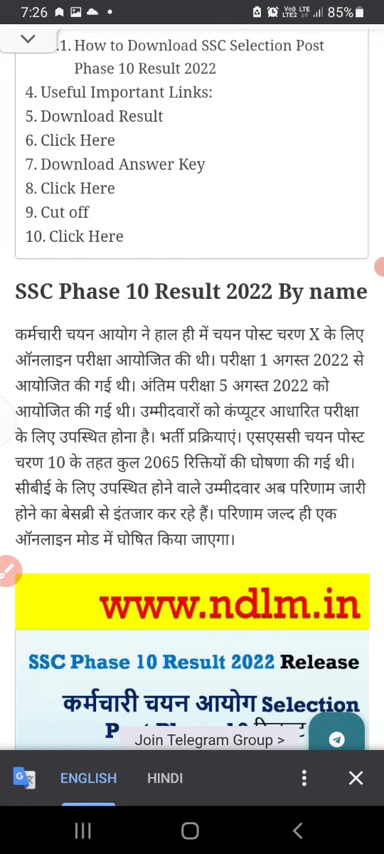 7:26
Vo)) LTE LTE2
85%
.1. How to Download SSC Selection Post
Phase 10 Result 2022
4. Useful Important Links:
5. Download Result
6. Click Here
7. Download Answer Key
8. Click Here
9. Cut off
10. Click Here
SSC Phase 10 Result 2022 By name
कर्मचारी चयन आयोग ने हाल ही में चयन पोस्ट चरण X के लिए
ऑनलाइन परीक्षा आयोजित की थी। परीक्षा 1 अगस्त 2022 से
आयोजित की गई थी। अंतिम परीक्षा 5 अगस्त 2022 को
आयोजित की गई थी। उम्मीदवारों को कंप्यूटर आधारित परीक्षा
के लिए उपस्थित होना है। भर्ती प्रक्रियाएं। एसएससी चयन पोस्ट
चरण 10 के तहत कुल 2065 रिक्तियों की घोषणा की गई थी।
सीबीई के लिए उपस्थित होने वाले उम्मीदवार अब परिणाम जारी
होने का बेसब्री से इंतजार कर रहे हैं। परिणाम जल्द ही एक
ऑनलाइन मोड में घोषित किया जाएगा।
www.ndlm.in
SSC Phase 10 Result 2022 Release
कर्मचारी चयन आयोग Selection
Join Telegram Group >
ENGLISH HINDI